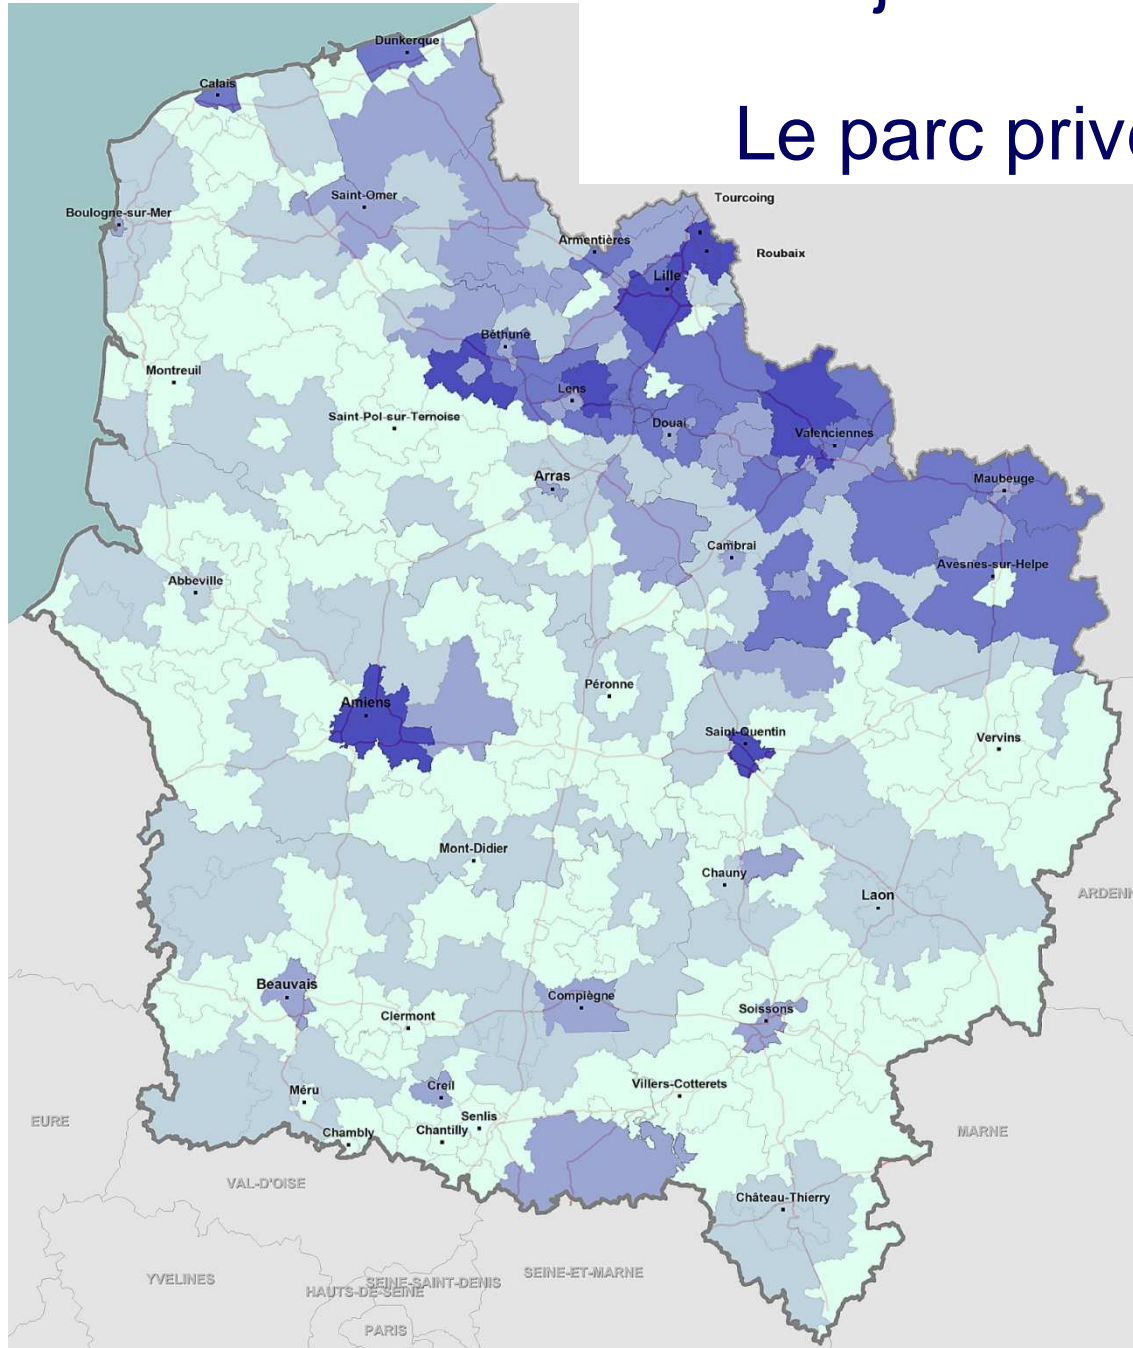 Le parc privé
Dunkerque
Calais
Saint-Omer
Boulogne-sur-Mer
Tourcoing
Armentières
Roubaix
Lille
Béthune
Montreuil
Lens
Saint-Pol-sur-Ternoise
Douai
Valenciennes
Arras
Maubeuge
Cambrai
Avesnes-sur-Helpe
Abbeville
Péronne
Amiens
Saint-Quentin
Vervins
Mont-Didier
Chauny
Laon
ARDENN
Beauvais
Compiègne
Clermont
Soissons
Creil
Villers-Cotterets
Méru
Senlis
EURE
Chambly
Chantilly
MARNE
VAL-D'OISE
Château-Thierry
YVELINES
SEINE-SAINT-DENIS
SEINE-ET-MARNE
HAUTS-DE-SEINE
PARIS